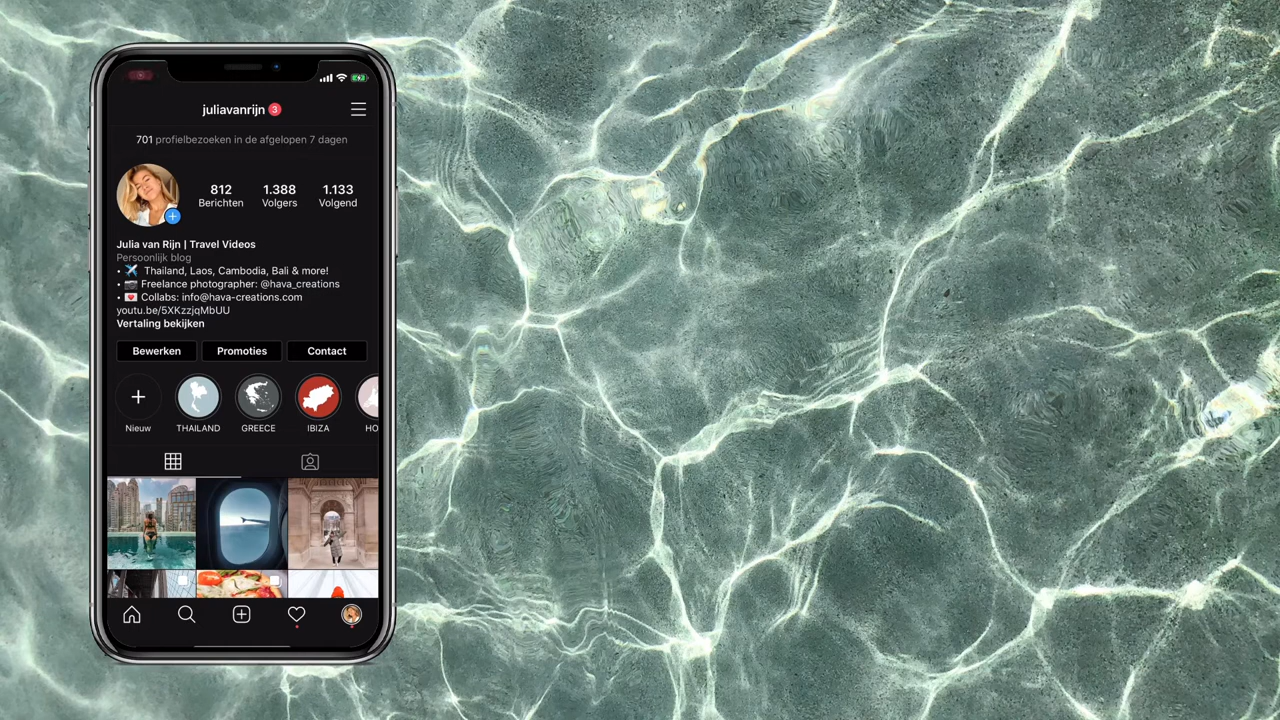 juliavanrijn 3
701 profielbezoeken in de afgelopen 7 dagen
812 1.388 1.133
Berichten Volgers Volgend
Julia van Rijn | Travel Videos
Persoonlijk blog
• ✈️ Thailand, Laos, Cambodia, Bali & more!
• 📷 Freelance photographer: @hava_creations
• 💌 Collabs: info@hava-creations.com
youtu.be/5XKzzjqMbUU
Vertaling bekijken
Bewerken Promoties Contact
Nieuw THAILAND GREECE IBIZA HO